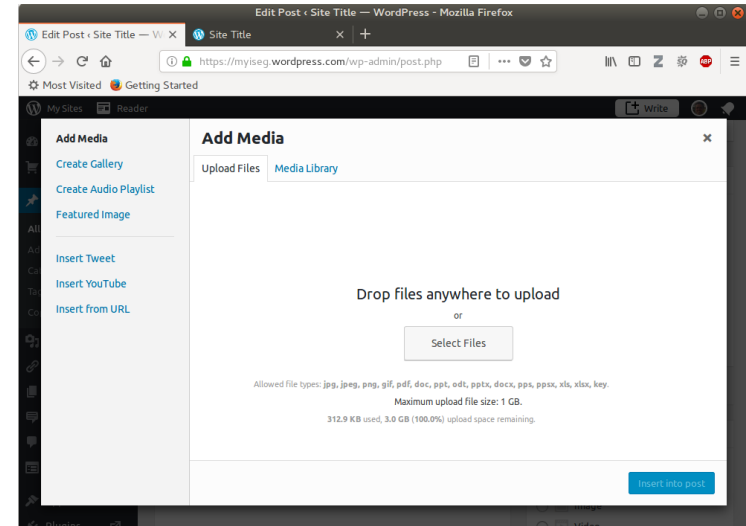 Edit Post ‹ Site Title — WordPress - Mozilla Firefox
Edit Post ‹ Site Title — W
Site Title
https://myiseg.wordpress.com/wp-admin/post.php
Most Visited Getting Started
My Sites Reader Write
Add Media
Create Gallery
Create Audio Playlist
Featured Image
Insert Tweet
Insert YouTube
Insert from URL
Add Media
Upload Files Media Library
Drop files anywhere to upload
or
Select Files
Allowed file types: jpg, jpeg, png, gif, pdf, doc, ppt, odt, pptx, docx, pps, ppsx, xls, xlsx, key.
Maximum upload file size: 1 GB.
312.9 KB used, 3.0 GB (100.0%) upload space remaining.
Insert into post
All
Image
Video
Plugins
ABP